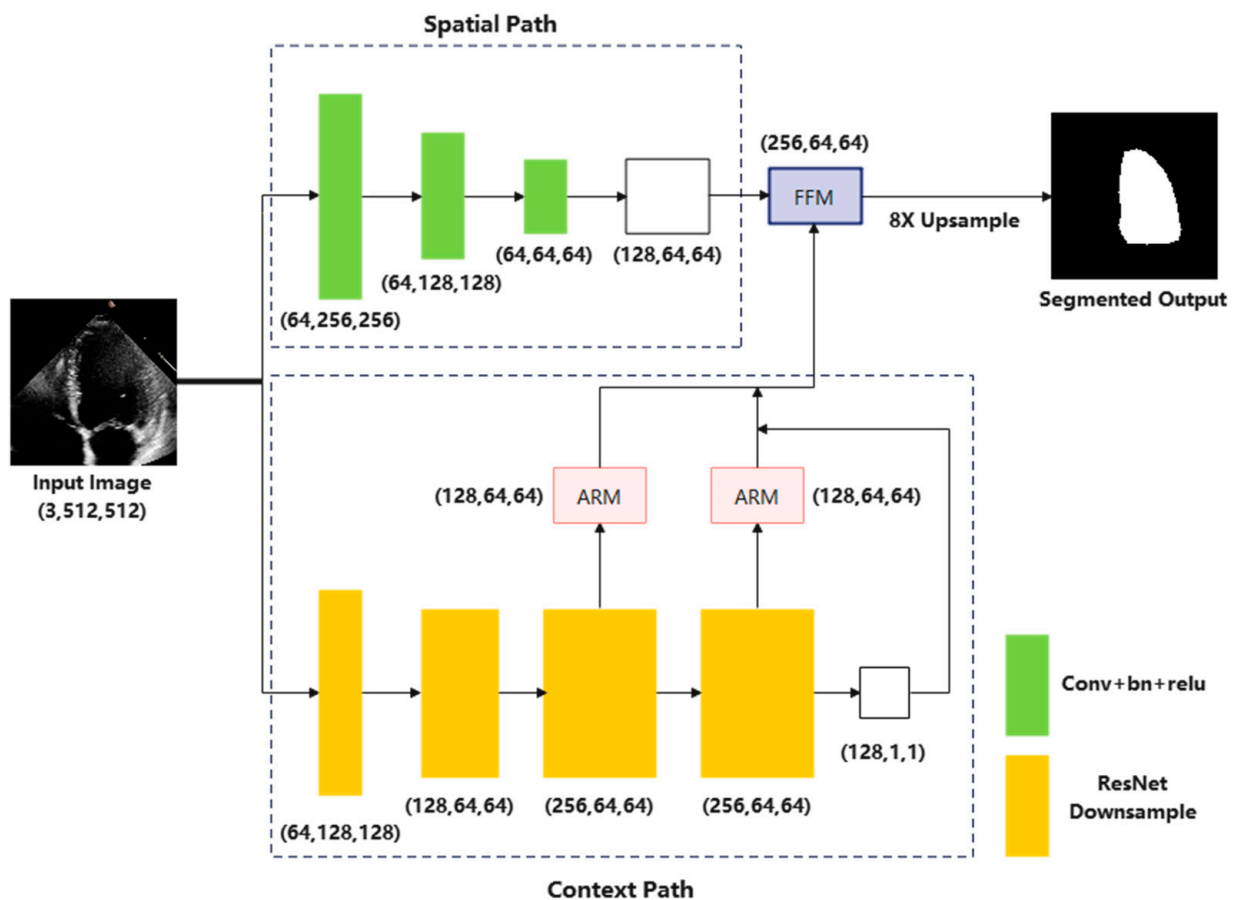 Spatial Path
(64,256,256)
(64,128,128)
(64,64,64)
(128,64,64)
(256,64,64)
FFM
8X Upsample
Segmented Output
Input Image
(3,512,512)
(128,64,64)
ARM
ARM
(128,64,64)
(64,128,128)
(128,64,64)
(256,64,64)
(256,64,64)
(128,1,1)
Context Path
Conv+bn+relu
ResNet
Downsample